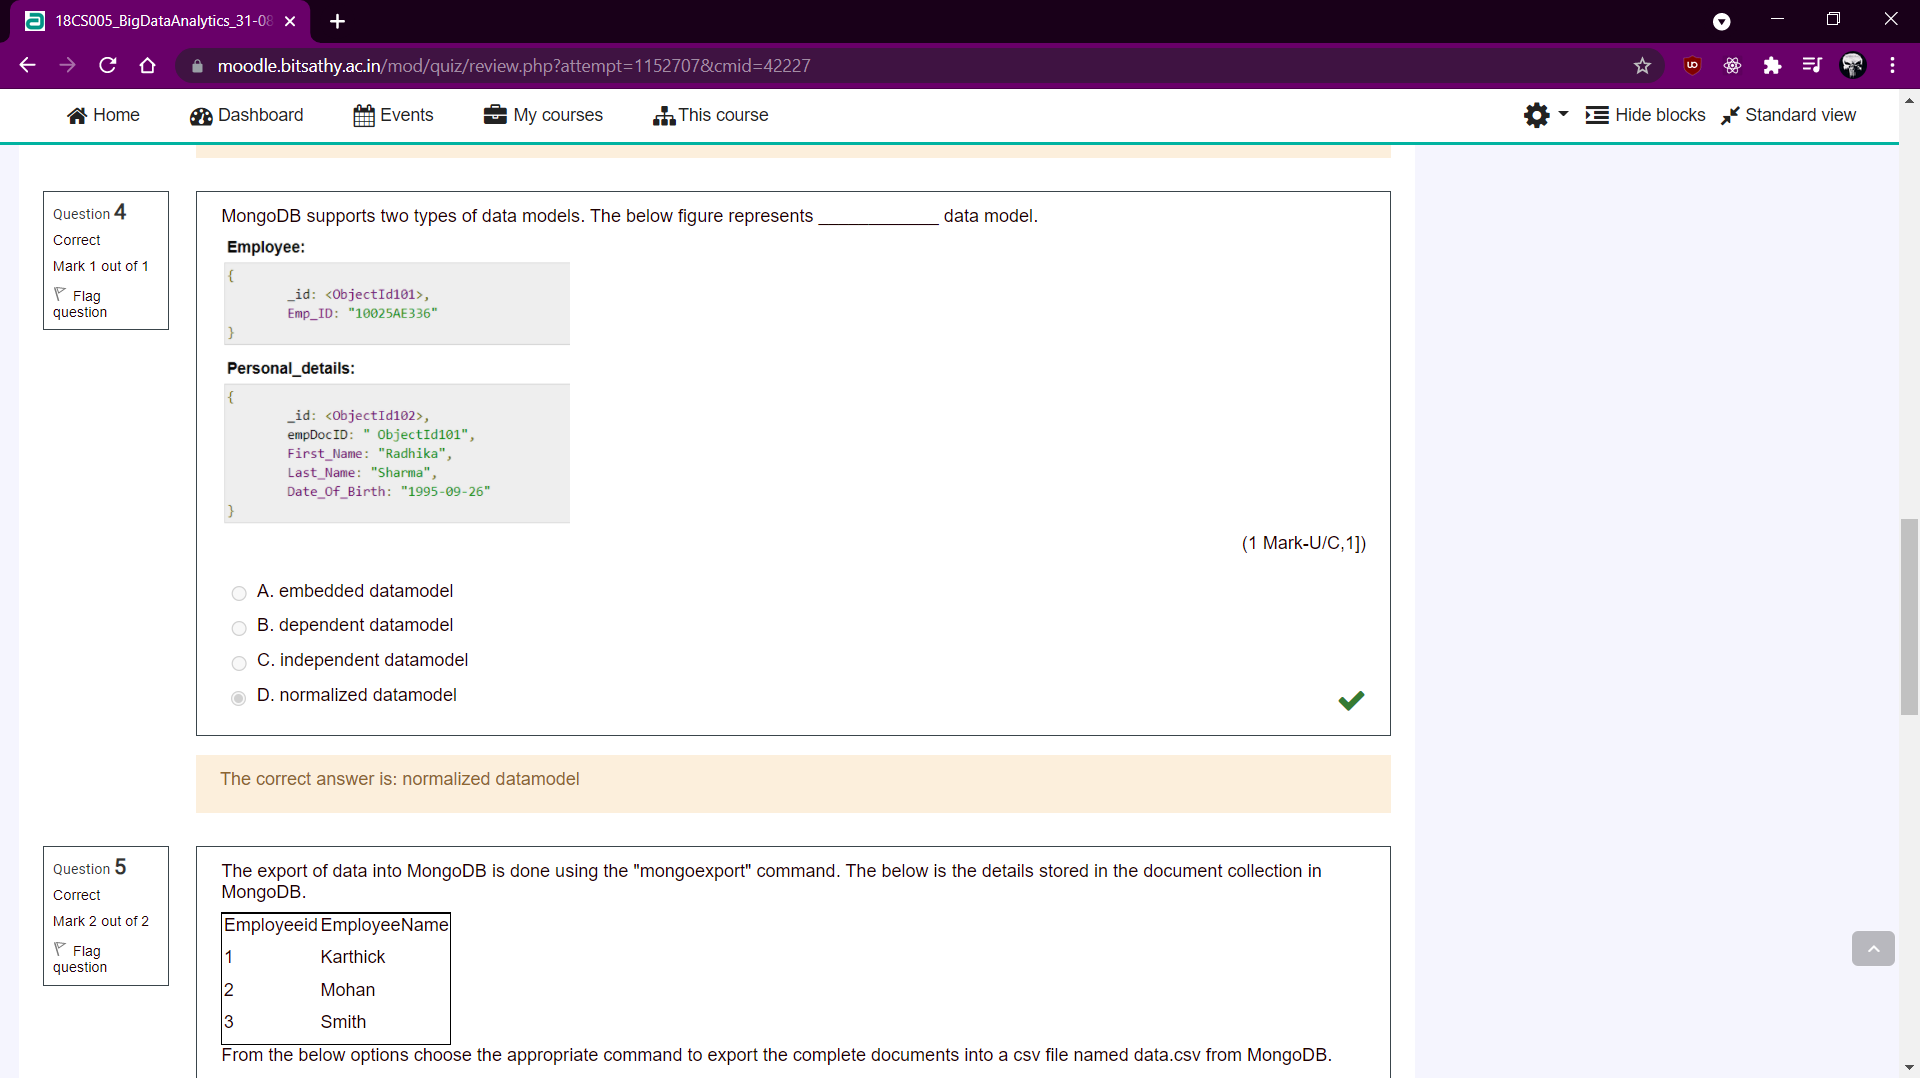 18CS005_BigDataAnalytics_31-08
moodle.bitsathy.ac.in/mod/quiz/review.php?attempt=1152707&cmid=42227
Home Dashboard Events My courses This course Hide blocks Standard view
Question 4
Correct
Mark 1 out of 1
Flag
question
MongoDB supports two types of data models. The below figure represents ____________ data model.
Employee:
{
_id: <ObjectId101>,
Emp_ID: "10025AE336"
}
Personal_details:
{
_id: <ObjectId102>,
empDocID: " ObjectId101",
First_Name: "Radhika",
Last_Name: "Sharma",
Date_Of_Birth: "1995-09-26"
}
(1 Mark-U/C,1])
A. embedded datamodel
B. dependent datamodel
C. independent datamodel
D. normalized datamodel
The correct answer is: normalized datamodel
Question 5
Correct
Mark 2 out of 2
Flag
question
The export of data into MongoDB is done using the "mongoexport" command. The below is the details stored in the document collection in
MongoDB.
Employeeid EmployeeName
1 Karthick
2 Mohan
3 Smith
From the below options choose the appropriate command to export the complete documents into a csv file named data.csv from MongoDB.